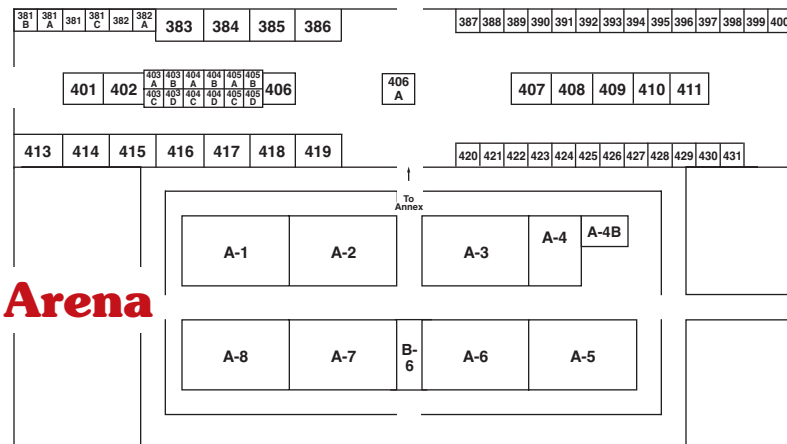 381 B
381 A
381
381 C
382
382 A
383
384
385
386
387 388 389 390 391 392 393 394 395 396 397 398 399 400
401
402
403 A
403 B
404 A
404 B
405 A
405 B
403 C
403 D
404 C
404 D
405 C
405 D
406
406 A
407
408
409
410
411
413
414
415
416
417
418
419
420 421 422 423 424 425 426 427 428 429 430 431
To
Annex
A-1
A-2
A-3
A-4
A-4B
Arena
A-8
A-7
B-
6
A-6
A-5